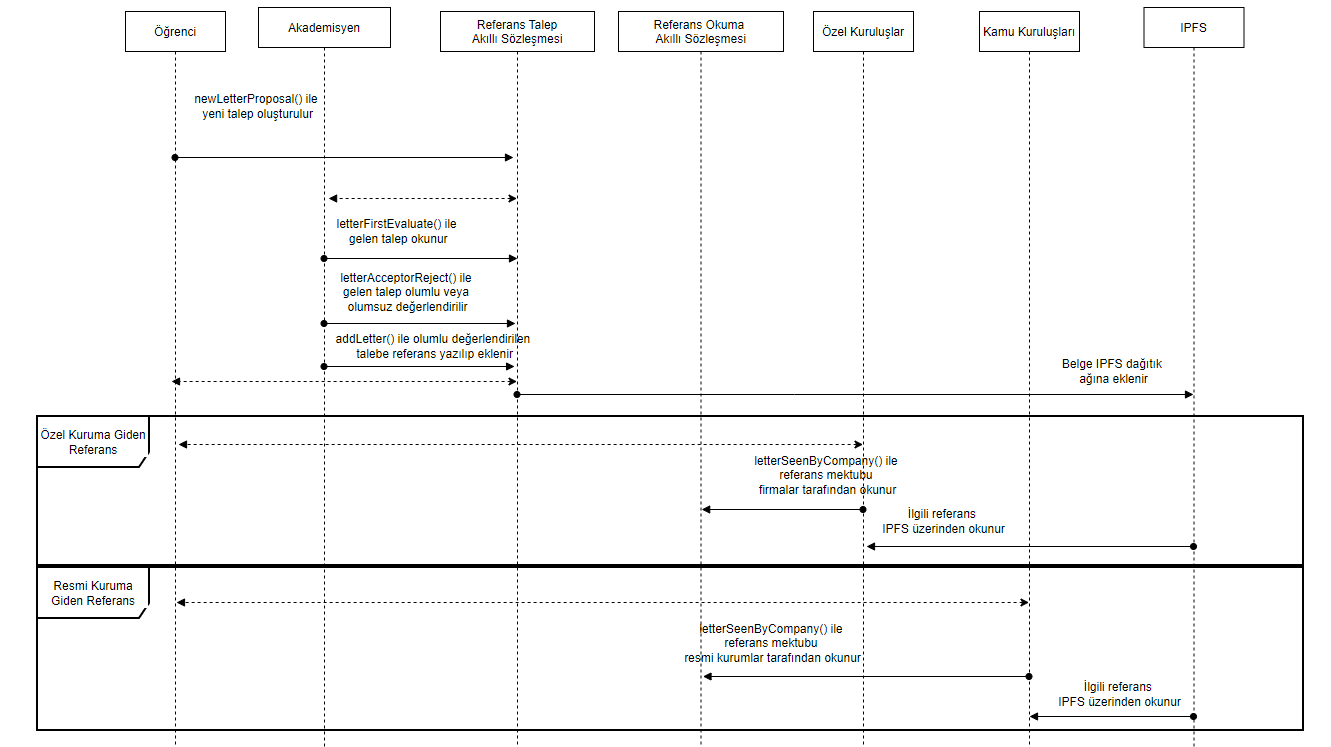 Öğrenci
Akademisyen
Referans Talep
Akıllı Sözleşmesi
Referans Okuma
Akıllı Sözleşmesi
Özel Kuruluşlar
Kamu Kuruluşları
IPFS
newLetterProposal() ile
yeni talep oluşturulur
letterFirstEvaluate() ile
gelen talep okunur
letterAcceptorReject() ile
gelen talep olumlu veya
olumsuz değerlendirilir
addLetter() ile olumlu değerlendirilen
talebe referans yazılıp eklenir
Belge IPFS dağıtık
ağına eklenir
Özel Kuruma Giden
Referans
letterSeenByCompany() ile
referans mektubu
firmalar tarafından okunur
İlgili referans
IPFS üzerinden okunur
Resmi Kuruma
Giden Referans
letterSeenByCompany() ile
referans mektubu
resmi kurumlar tarafından okunur
İlgili referans
IPFS üzerinden okunur